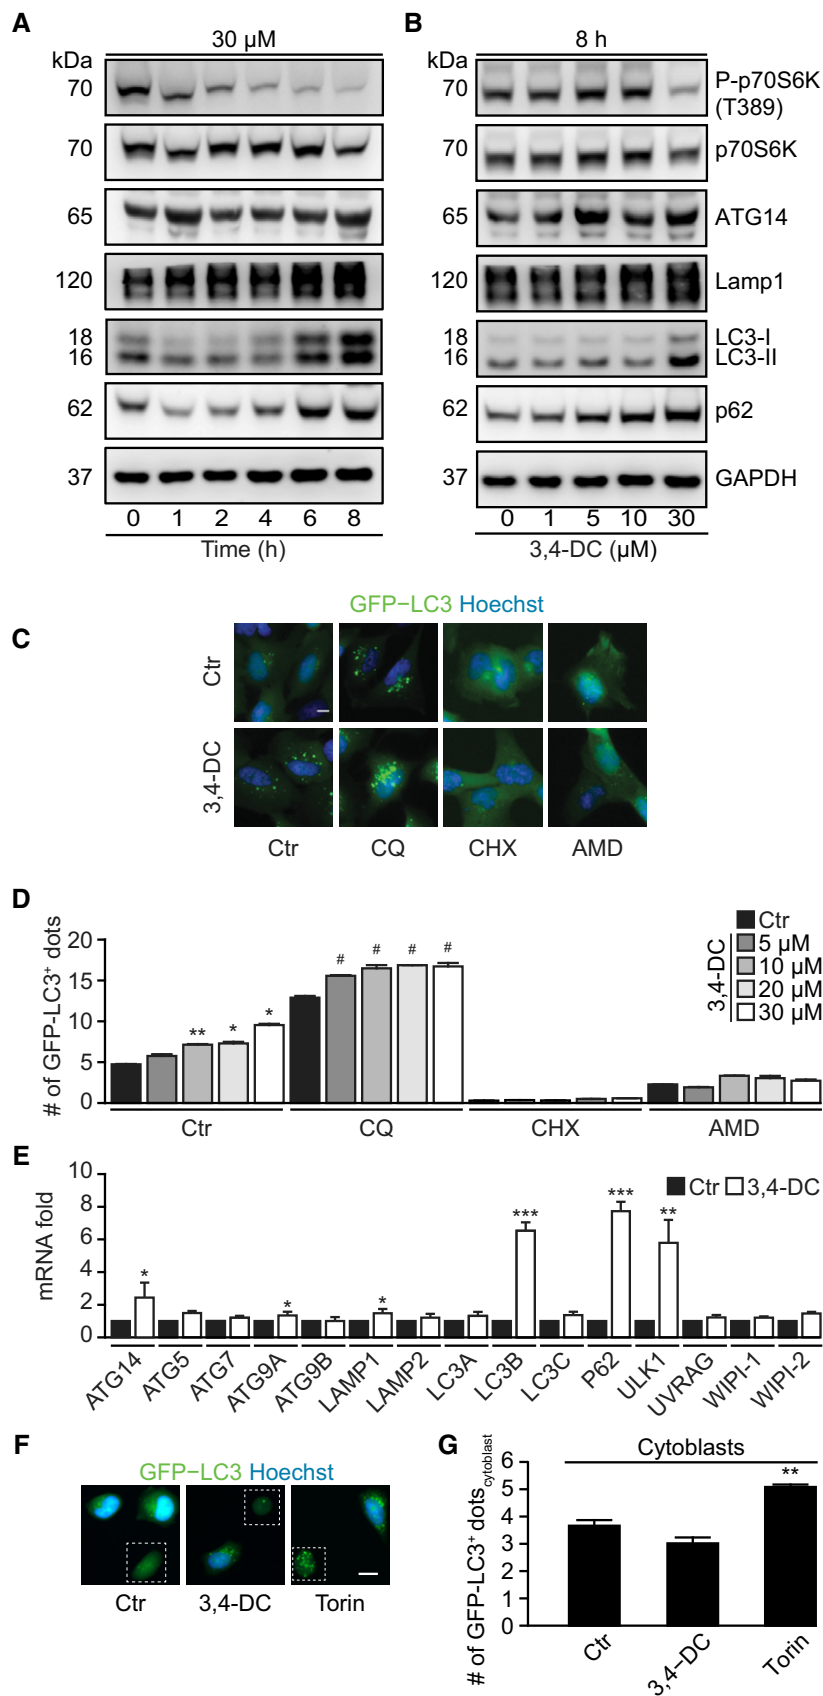 A
30 µM
kDa
70
70
65
120
18
16
62
37
0 1 2 4 6 8
Time (h)
B
8 h
kDa
70 P-p70S6K
(T389)
70 p70S6K
65 ATG14
120 Lamp1
18 LC3-I
16 LC3-II
62 p62
37 GAPDH
0 1 5 10 30
3,4-DC (µM)
C
GFP−LC3 Hoechst
Ctr
3,4-DC
Ctr CQ CHX AMD
D
# of GFP-LC3+ dots
20
15
10
5
0
** * *
# # # #
Ctr CQ CHX AMD
Ctr
3,4-DC
5 µM
10 µM
20 µM
30 µM
E
mRNA fold
10
8
6
4
2
0
Ctr 3,4-DC
* * * *** *** **
ATG14 ATG5 ATG7 ATG9A ATG9B LAMP1 LAMP2 LC3A LC3B LC3C P62 ULK1 UVRAG WIPI-1 WIPI-2
F
GFP−LC3 Hoechst
Ctr 3,4-DC Torin
G
Cytoblasts
# of GFP-LC3+ dots cytoblast
6
5
4
3
2
1
0
**
Ctr 3,4−DC Torin